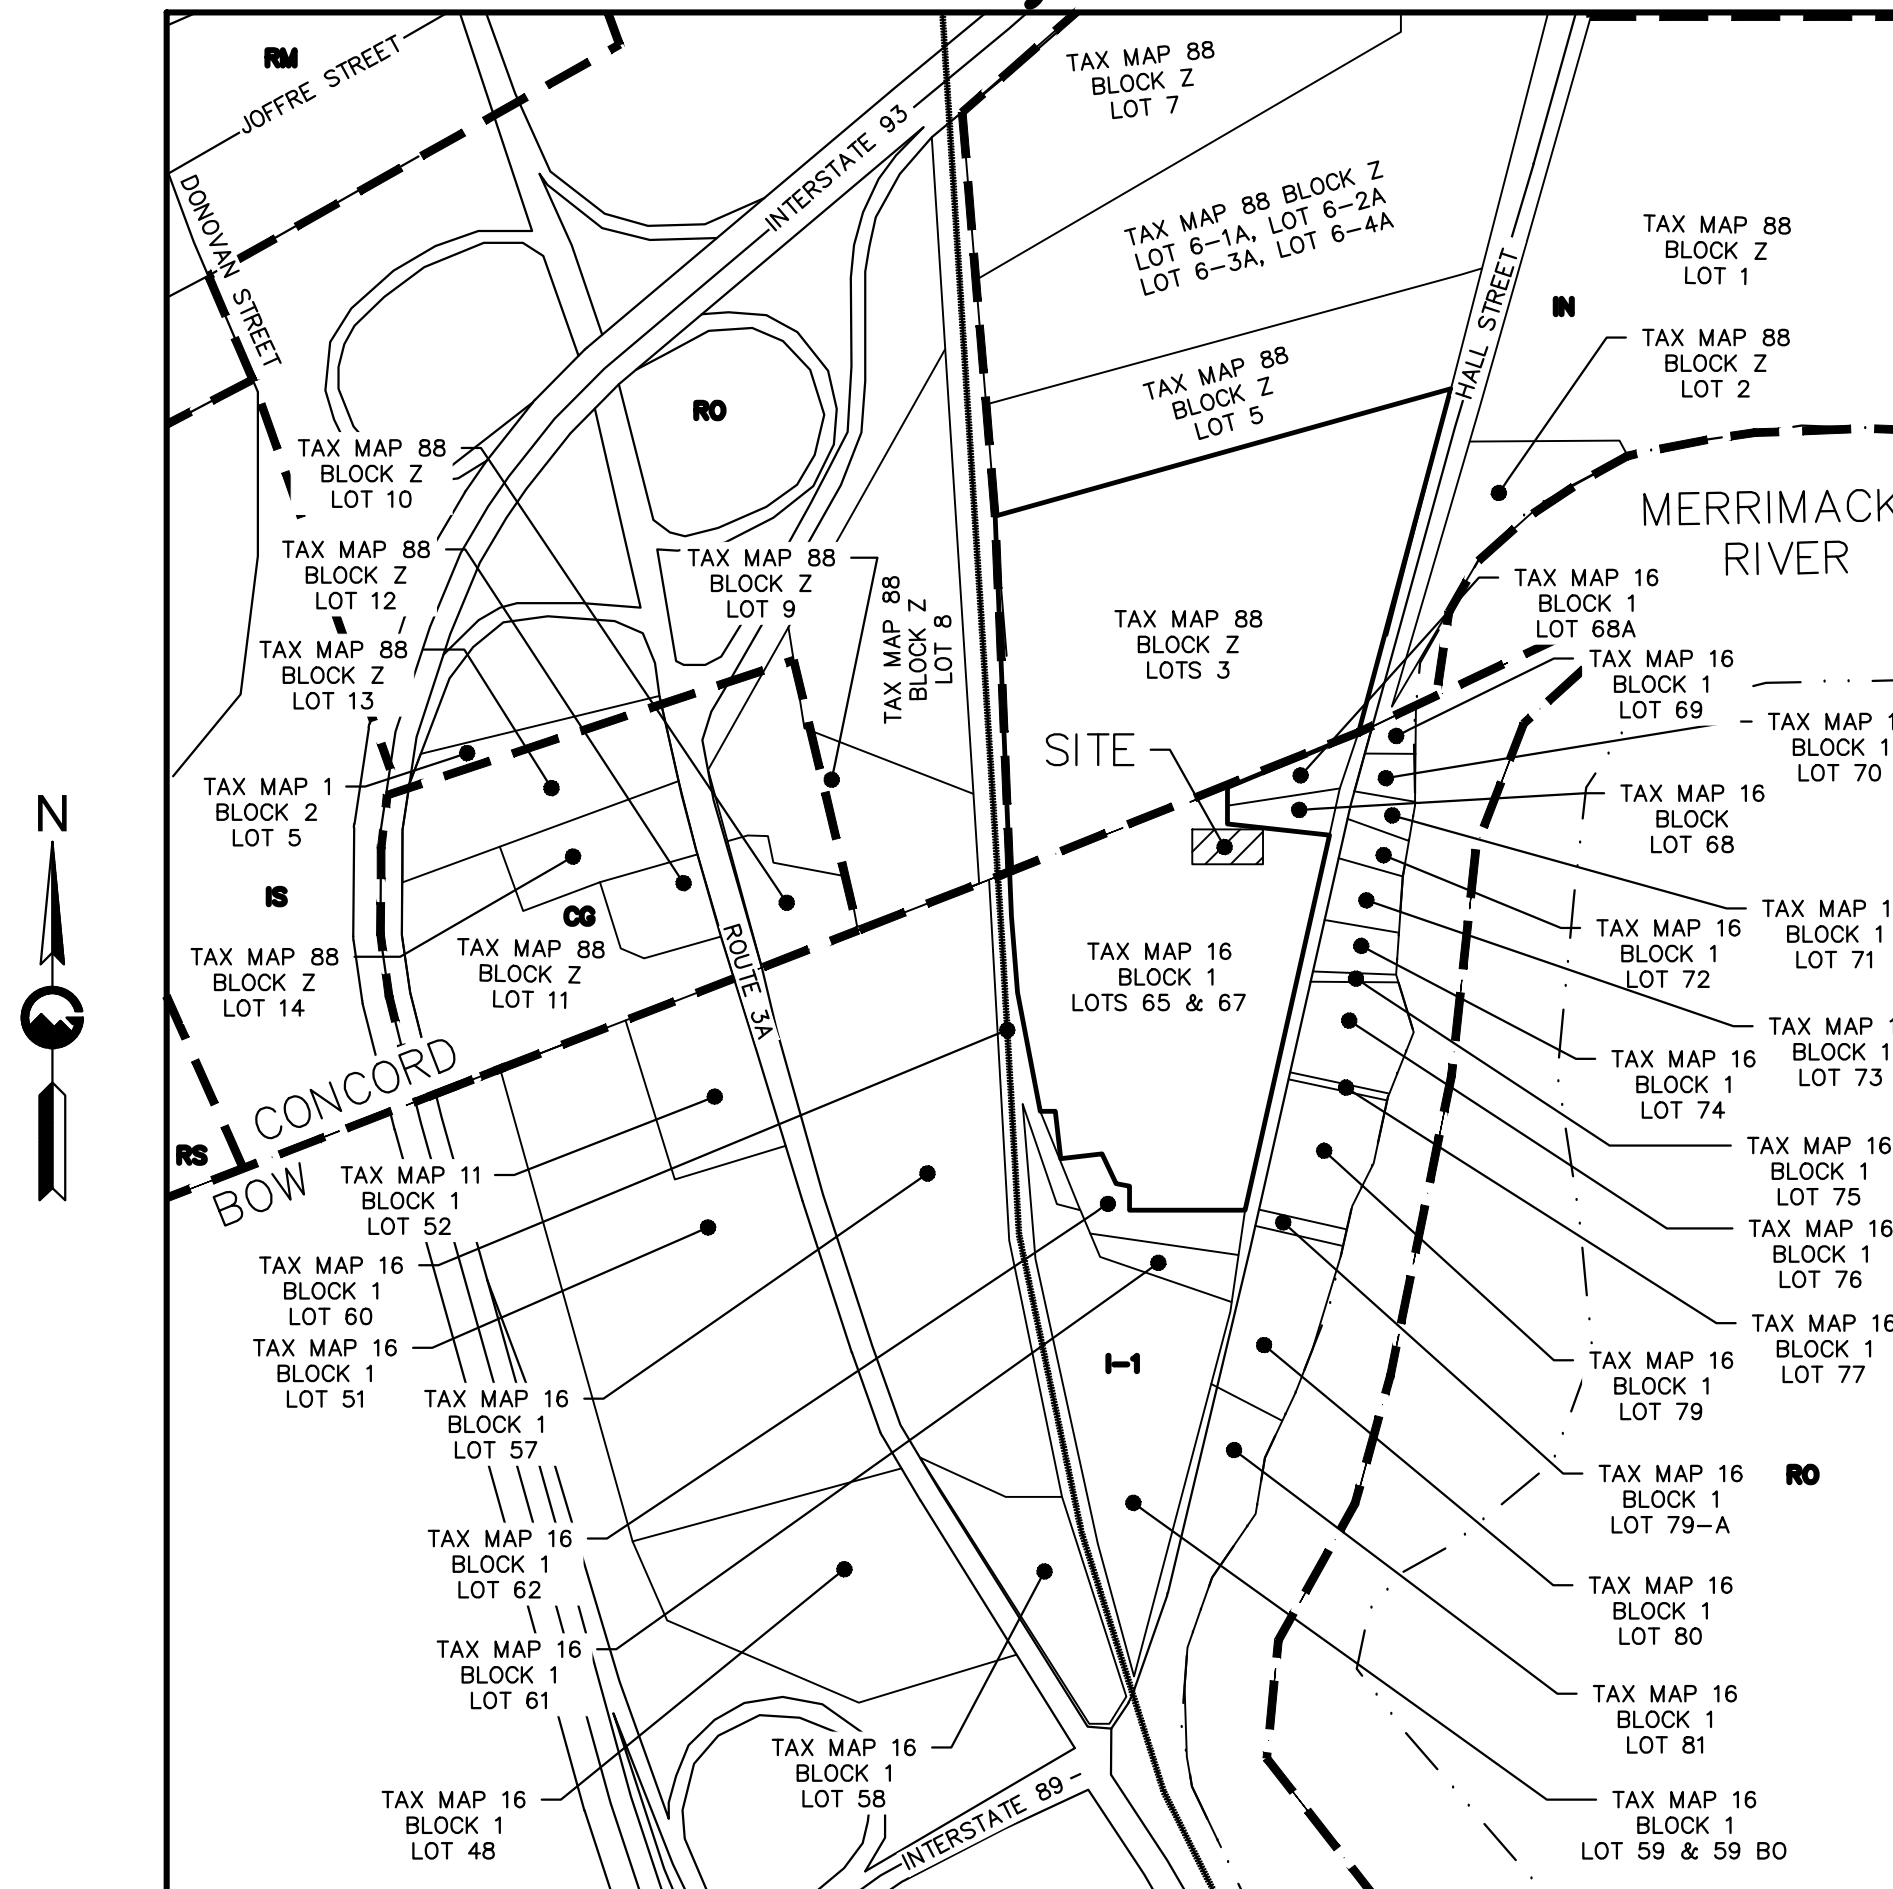 RM
JOFFRE STREET
DONOVAN STREET
INTERSTATE 93
TAX MAP 88
BLOCK Z
LOT 7
TAX MAP 88 BLOCK Z
LOT 6-1A, LOT 6-2A
LOT 6-3A, LOT 6-4A
HALL STREET
TAX MAP 88
BLOCK Z
LOT 1
IN
TAX MAP 88
BLOCK Z
LOT 2
TAX MAP 88
BLOCK Z
LOT 5
RO
MERRIMACK
RIVER
TAX MAP 88
BLOCK Z
LOT 10
TAX MAP 88
BLOCK Z
LOT 12
TAX MAP 88
BLOCK Z
LOT 13
TAX MAP 88
BLOCK Z
LOT 9
TAX MAP 88
BLOCK Z
LOT 8
TAX MAP 88
BLOCK Z
LOTS 3
TAX MAP 16
BLOCK 1
LOT 68A
TAX MAP 16
BLOCK 1
LOT 69
TAX MAP 1
BLOCK 1
LOT 70
SITE
TAX MAP 16
BLOCK
LOT 68
TAX MAP 1
BLOCK 2
LOT 5
N
IS
CG
TAX MAP 88
BLOCK Z
LOT 14
TAX MAP 88
BLOCK Z
LOT 11
ROUTE 3A
TAX MAP 16
BLOCK 1
LOTS 65 & 67
TAX MAP 1
BLOCK 1
LOT 71
TAX MAP 16
BLOCK 1
LOT 72
TAX MAP 1
BLOCK 1
LOT 73
TAX MAP 16
BLOCK 1
LOT 74
CONCORD
BOW
RS
TAX MAP 11
BLOCK 1
LOT 52
TAX MAP 16
BLOCK 1
LOT 75
TAX MAP 16
BLOCK 1
LOT 76
TAX MAP 16
BLOCK 1
LOT 60
TAX MAP 16
BLOCK 1
LOT 51
TAX MAP 16
BLOCK 1
LOT 77
I-1
TAX MAP 16
BLOCK 1
LOT 79
TAX MAP 16
BLOCK 1
LOT 57
TAX MAP 16
BLOCK 1
LOT 79-A
RO
TAX MAP 16
BLOCK 1
LOT 62
TAX MAP 16
BLOCK 1
LOT 80
TAX MAP 16
BLOCK 1
LOT 61
TAX MAP 16
BLOCK 1
LOT 81
TAX MAP 16
BLOCK 1
LOT 58
TAX MAP 16
BLOCK 1
LOT 48
INTERSTATE 89
TAX MAP 16
BLOCK 1
LOT 59 & 59 BO